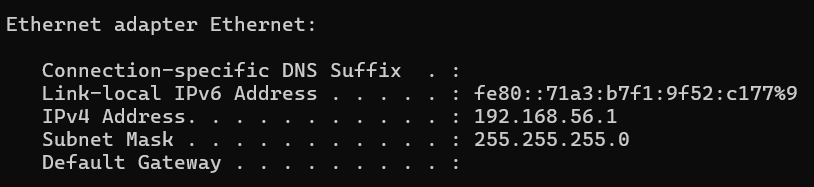 Ethernet adapter Ethernet:
Connection-specific DNS Suffix  . :
Link-local IPv6 Address . . . . . : fe80::71a3:b7f1:9f52:c177%9
IPv4 Address. . . . . . . . . . . : 192.168.56.1
Subnet Mask . . . . . . . . . . . : 255.255.255.0
Default Gateway . . . . . . . . . :